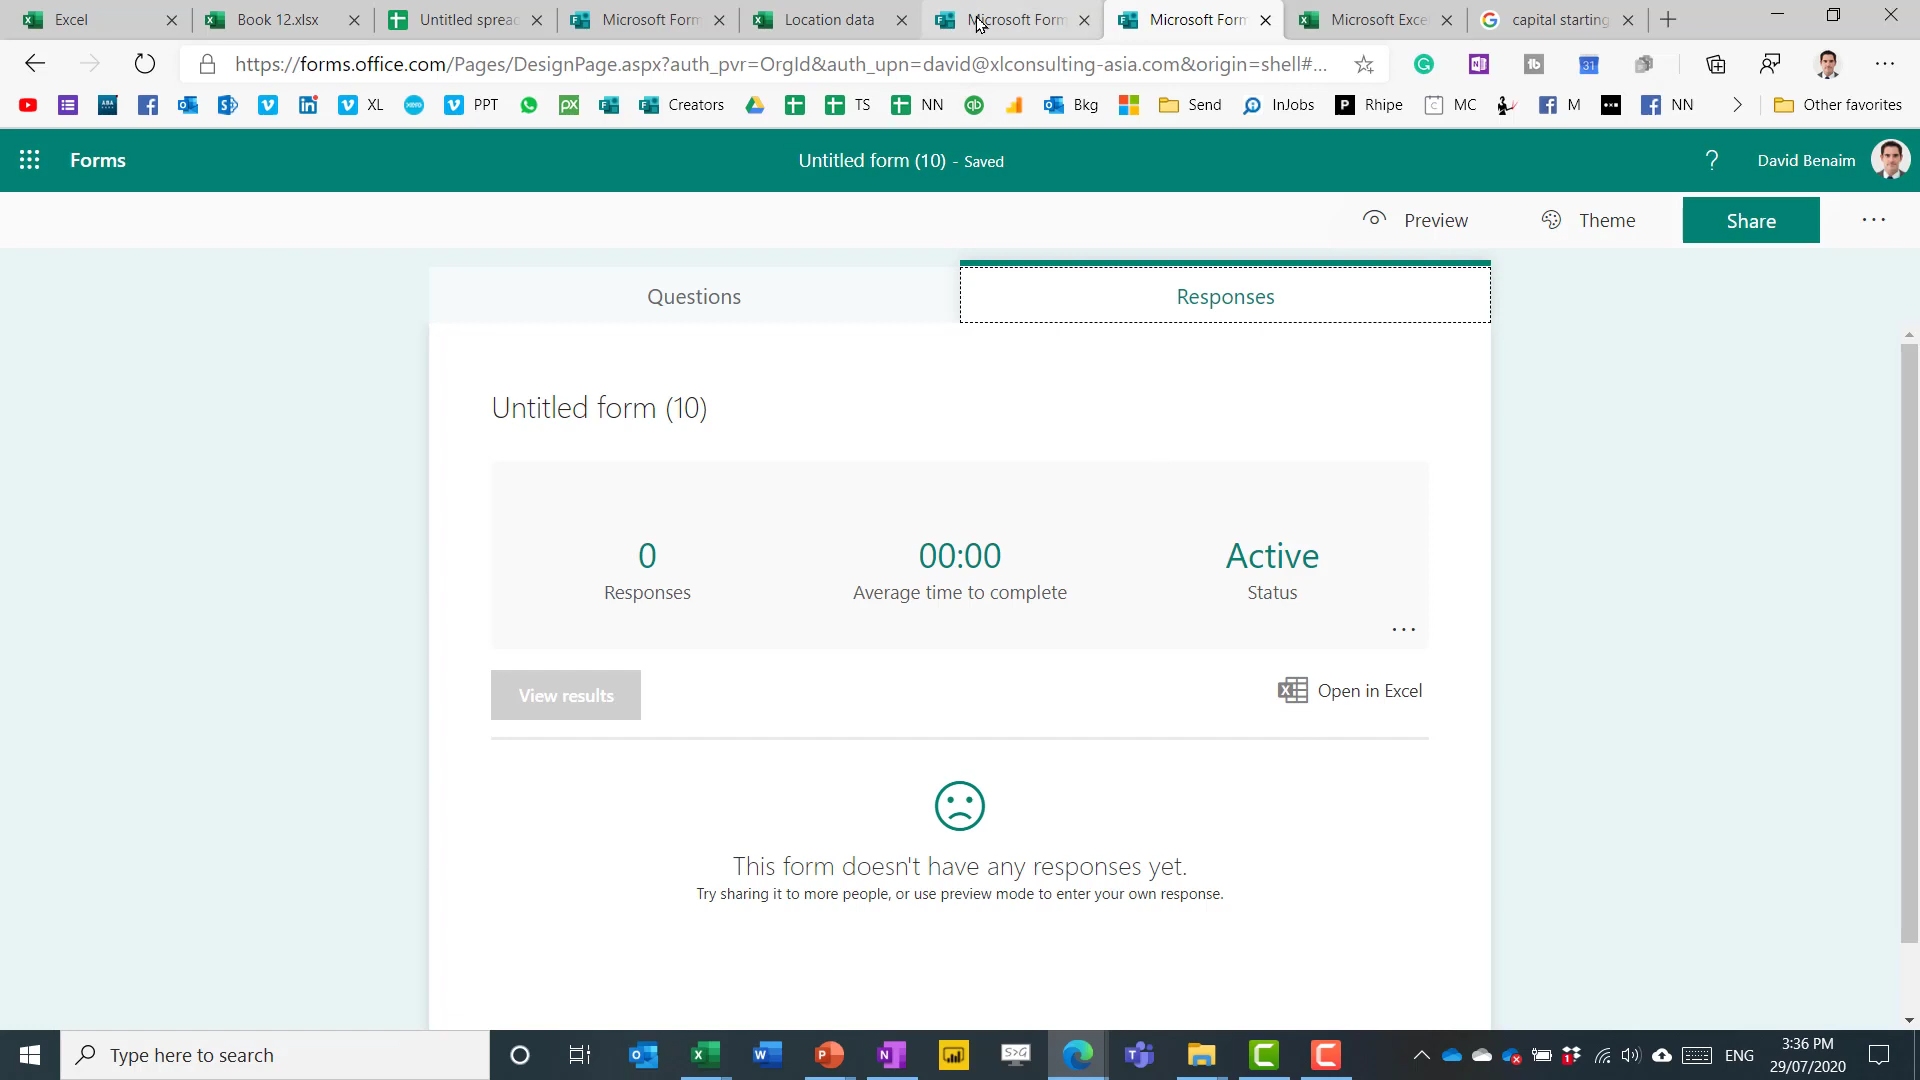 Excel
Book 12.xlsx
Untitled spread
Microsoft Form
Location data
Microsoft Form
Microsoft Form
Microsoft Exce
capital starting
https://forms.office.com/Pages/DesignPage.aspx?auth_pvr=OrgId&auth_upn=david@xlconsulting-asia.com&origin=shell#...
XL
PPT
Creators
TS
NN
Bkg
Send
InJobs
Rhipe
MC
M
NN
Other favorites
Forms
Untitled form (10) - Saved
? David Benaim
Preview
Theme
Share
Questions
Responses
Untitled form (10)
0
Responses
00:00
Average time to complete
Active
Status
View results
Open in Excel
This form doesn't have any responses yet.
Try sharing it to more people, or use preview mode to enter your own response.
Type here to search
ENG
3:36 PM
29/07/2020